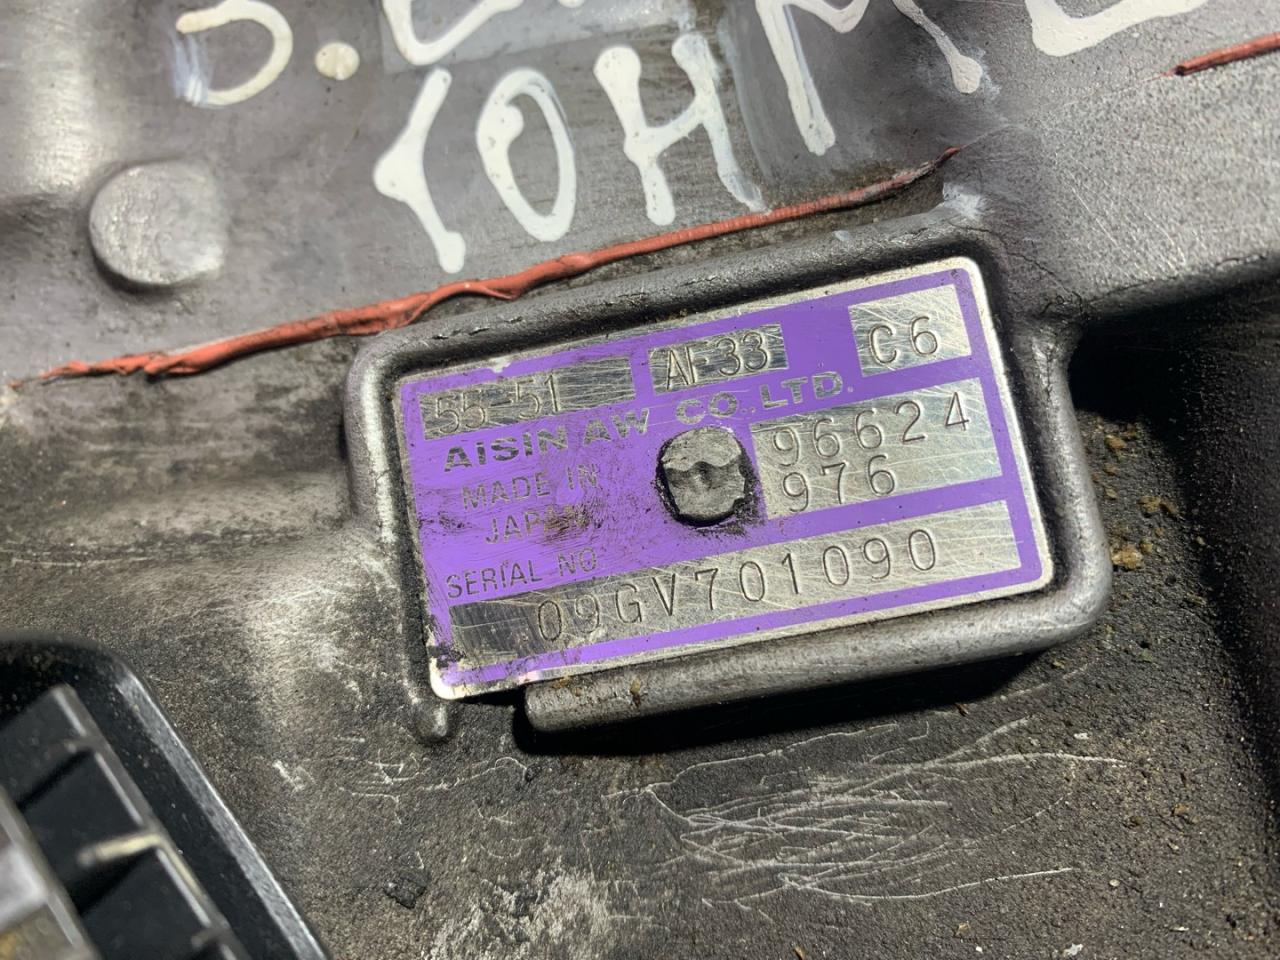 10HM
55-51 AF33 C6
AISIN AW CO.,LTD.
MADE IN
JAPAN
96624
976
SERIAL NO
09GV701090